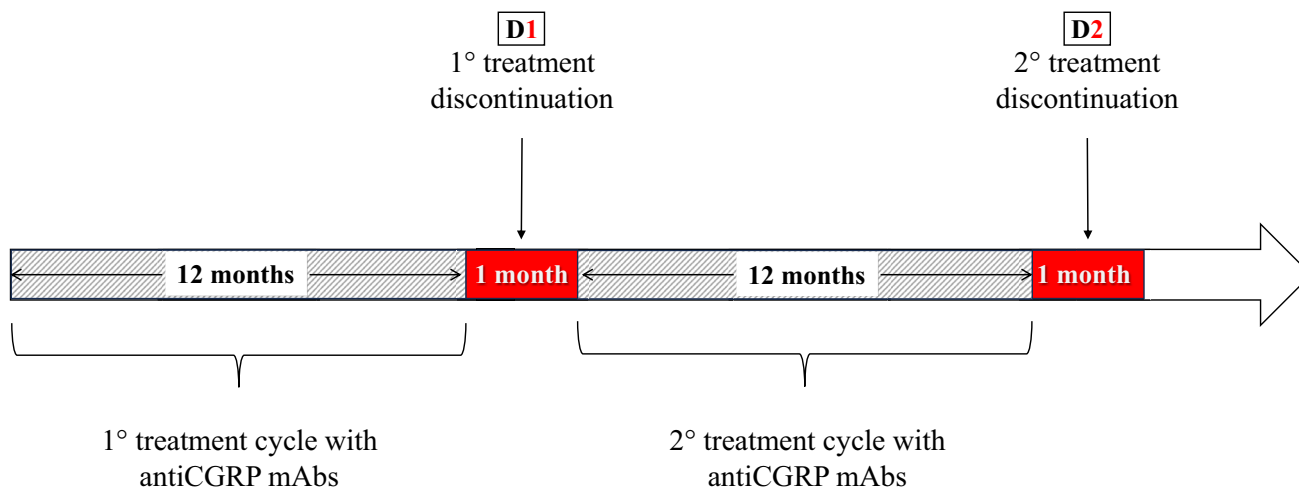 D1
1° treatment
discontinuation
D2
2° treatment
discontinuation
12 months
1 month
12 months
1 month
1° treatment cycle with
antiCGRP mAbs
2° treatment cycle with
antiCGRP mAbs